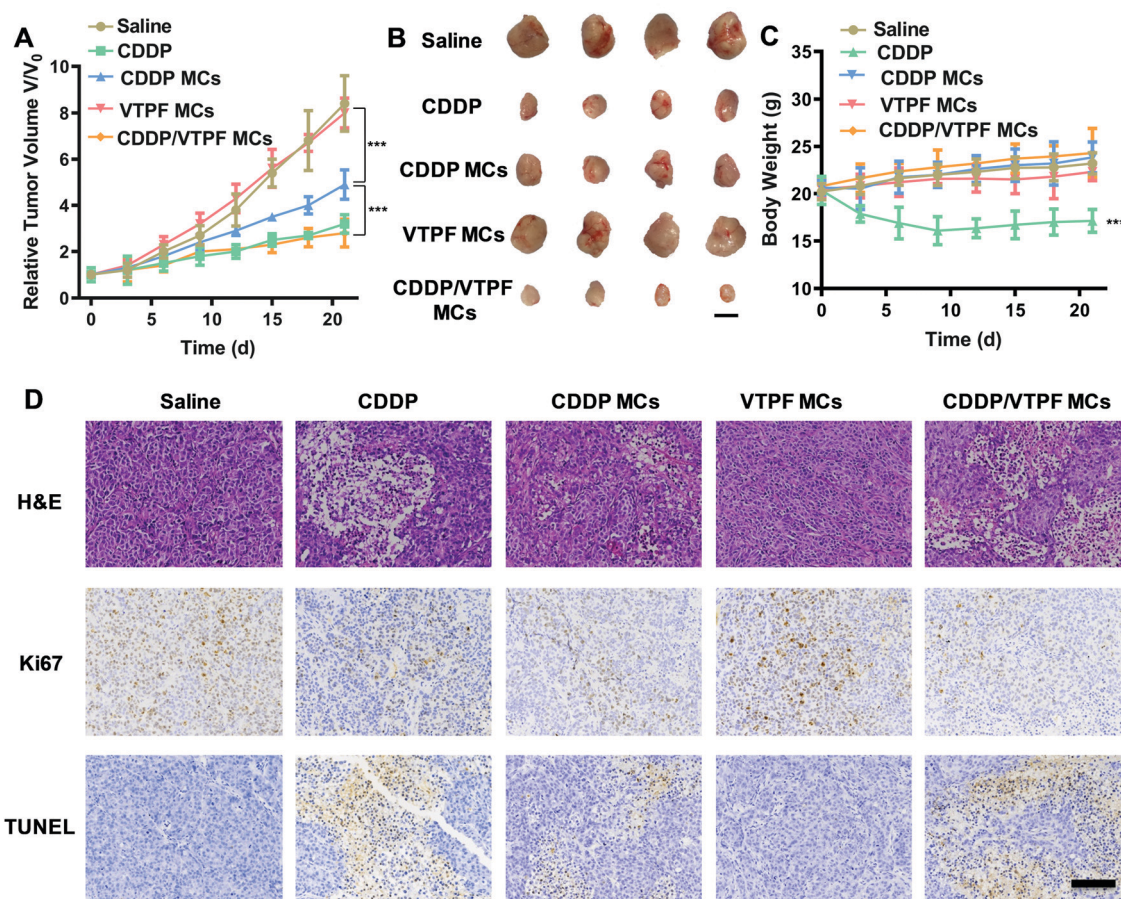 A
Saline
CDDP
CDDP MCs
VTPF MCs
CDDP/VTPF MCs
Relative Tumor Volume V/V₀
10
8
6
4
2
0
0
5
10
15
20
Time (d)
***
***
B
Saline
CDDP
CDDP MCs
VTPF MCs
CDDP/VTPF
MCs
C
Saline
CDDP
CDDP MCs
VTPF MCs
CDDP/VTPF MCs
Body Weight (g)
30
25
20
15
10
0
5
10
15
20
Time (d)
***
D
Saline
CDDP
CDDP MCs
VTPF MCs
CDDP/VTPF MCs
H&E
Ki67
TUNEL